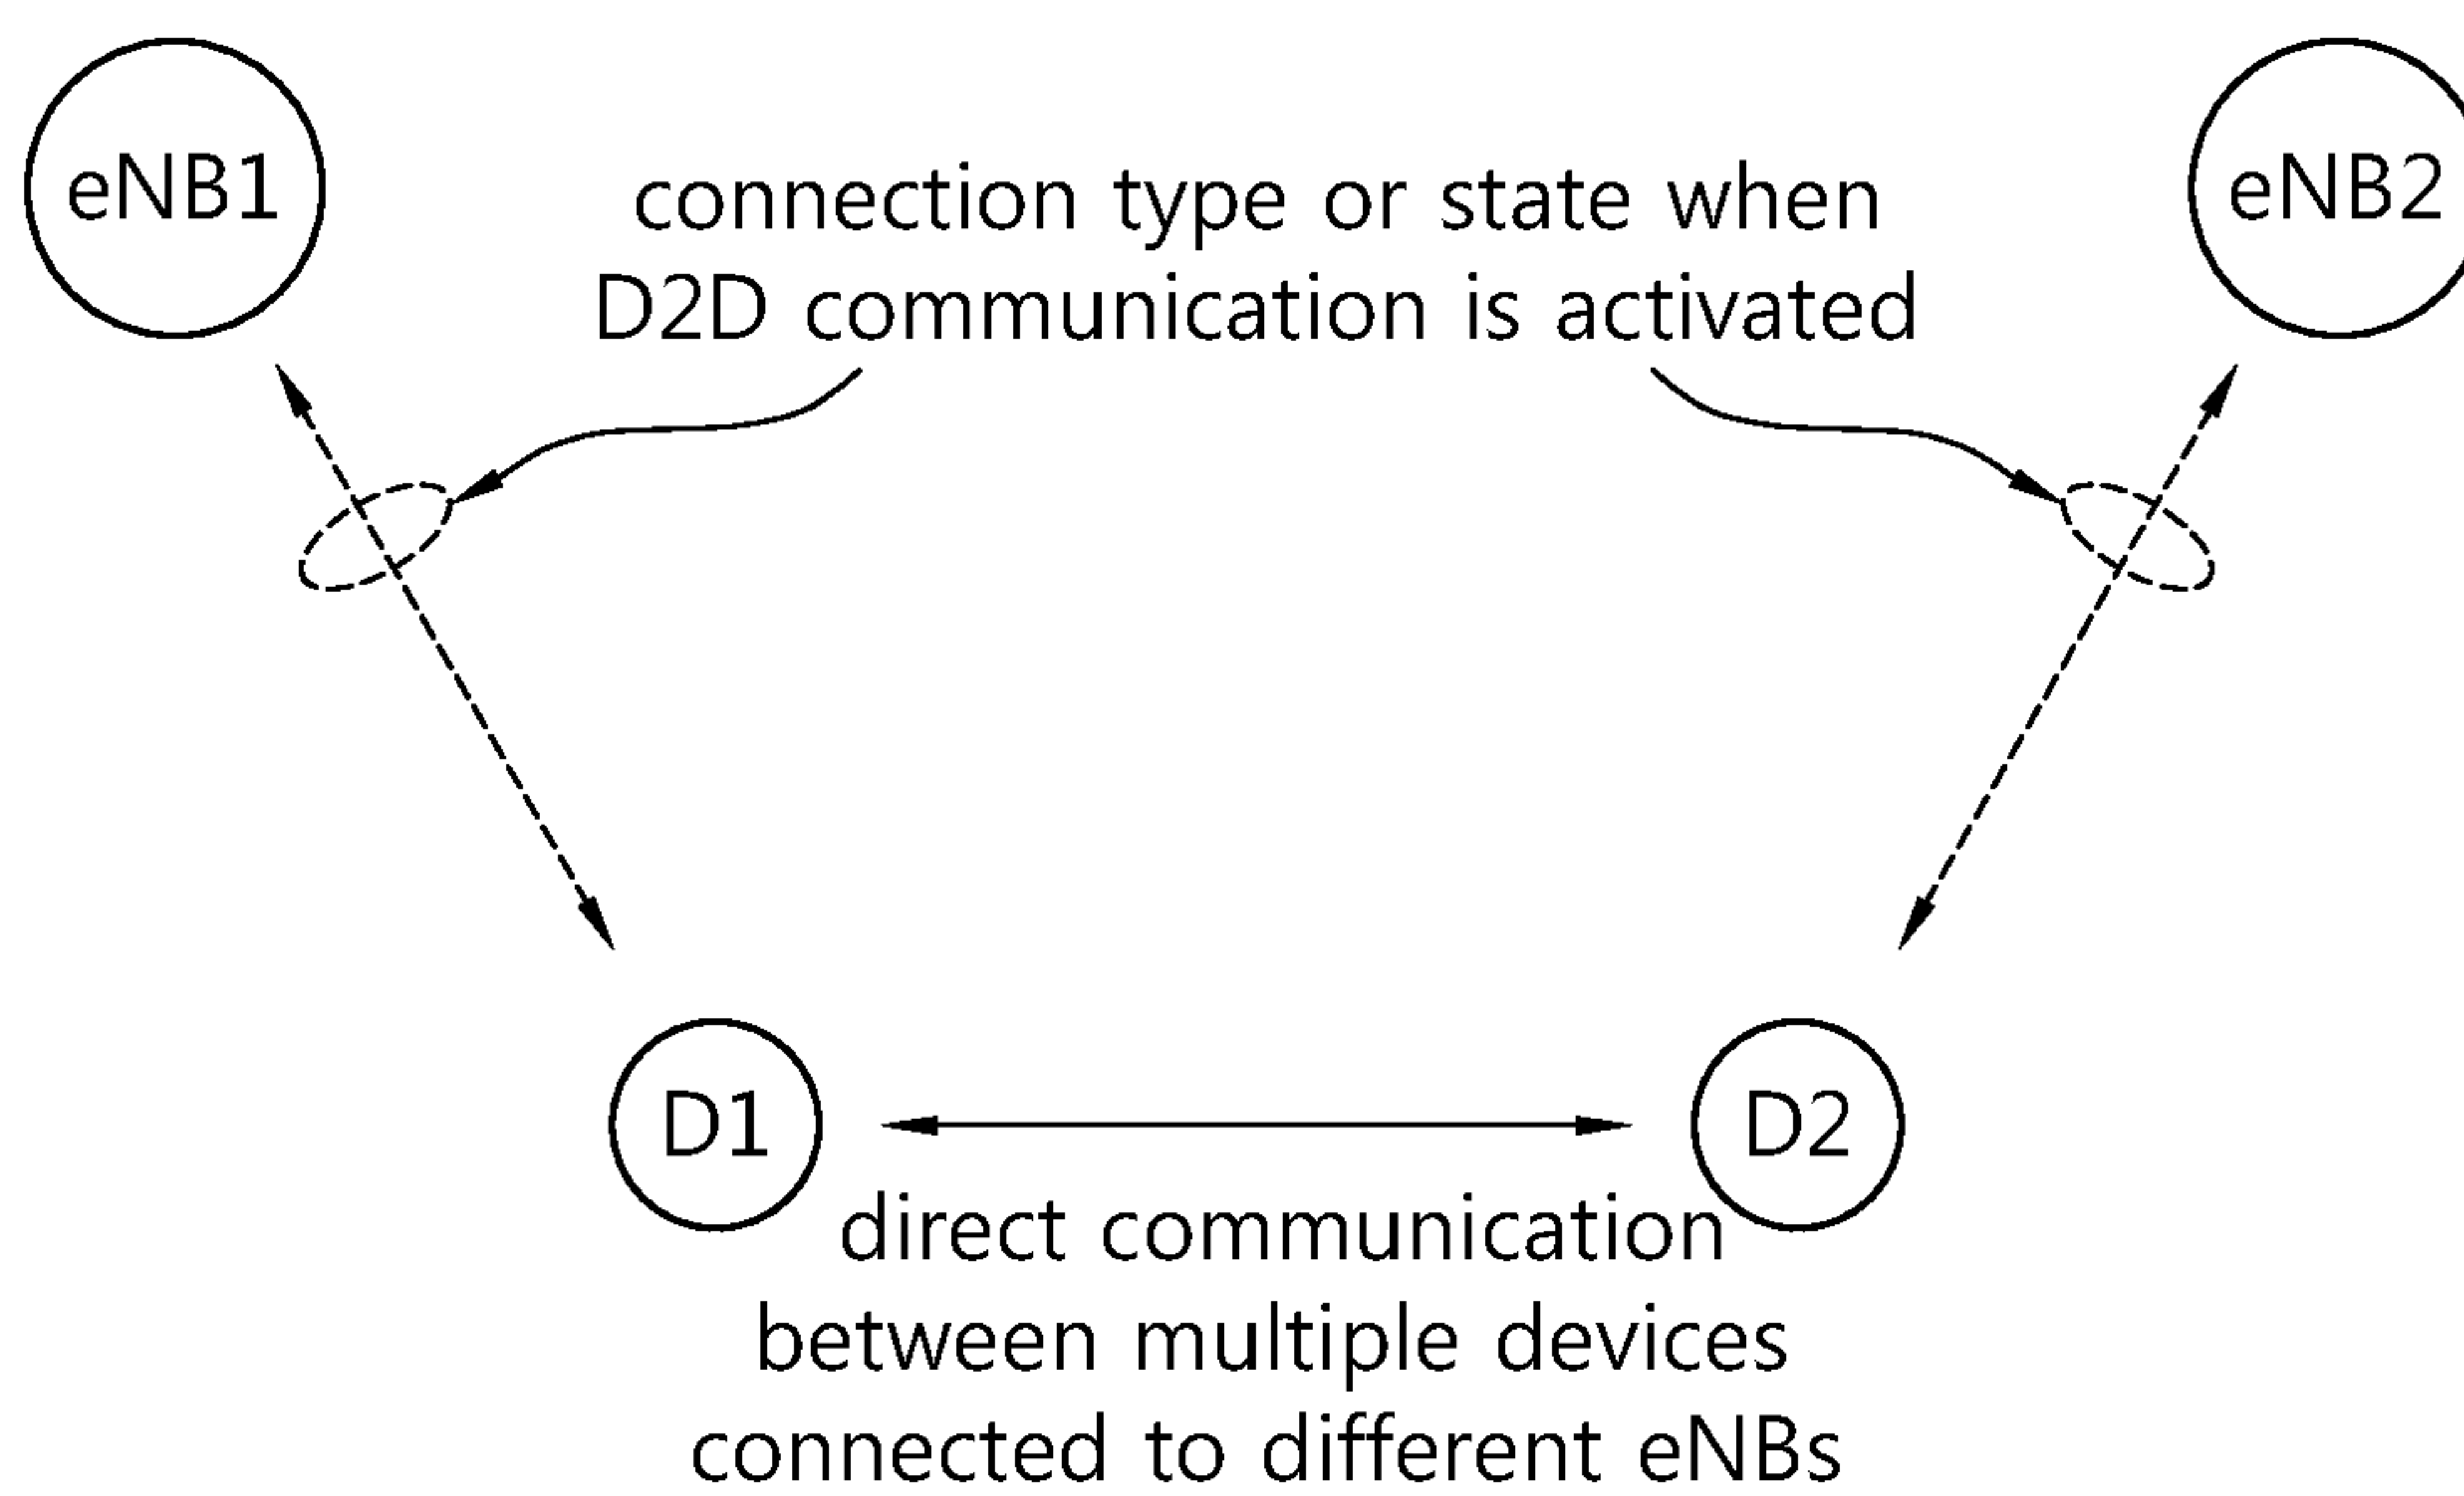 eNB1
eNB2
connection type or state when
D2D communication is activated
D1
D2
direct communication
between multiple devices
connected to different eNBs